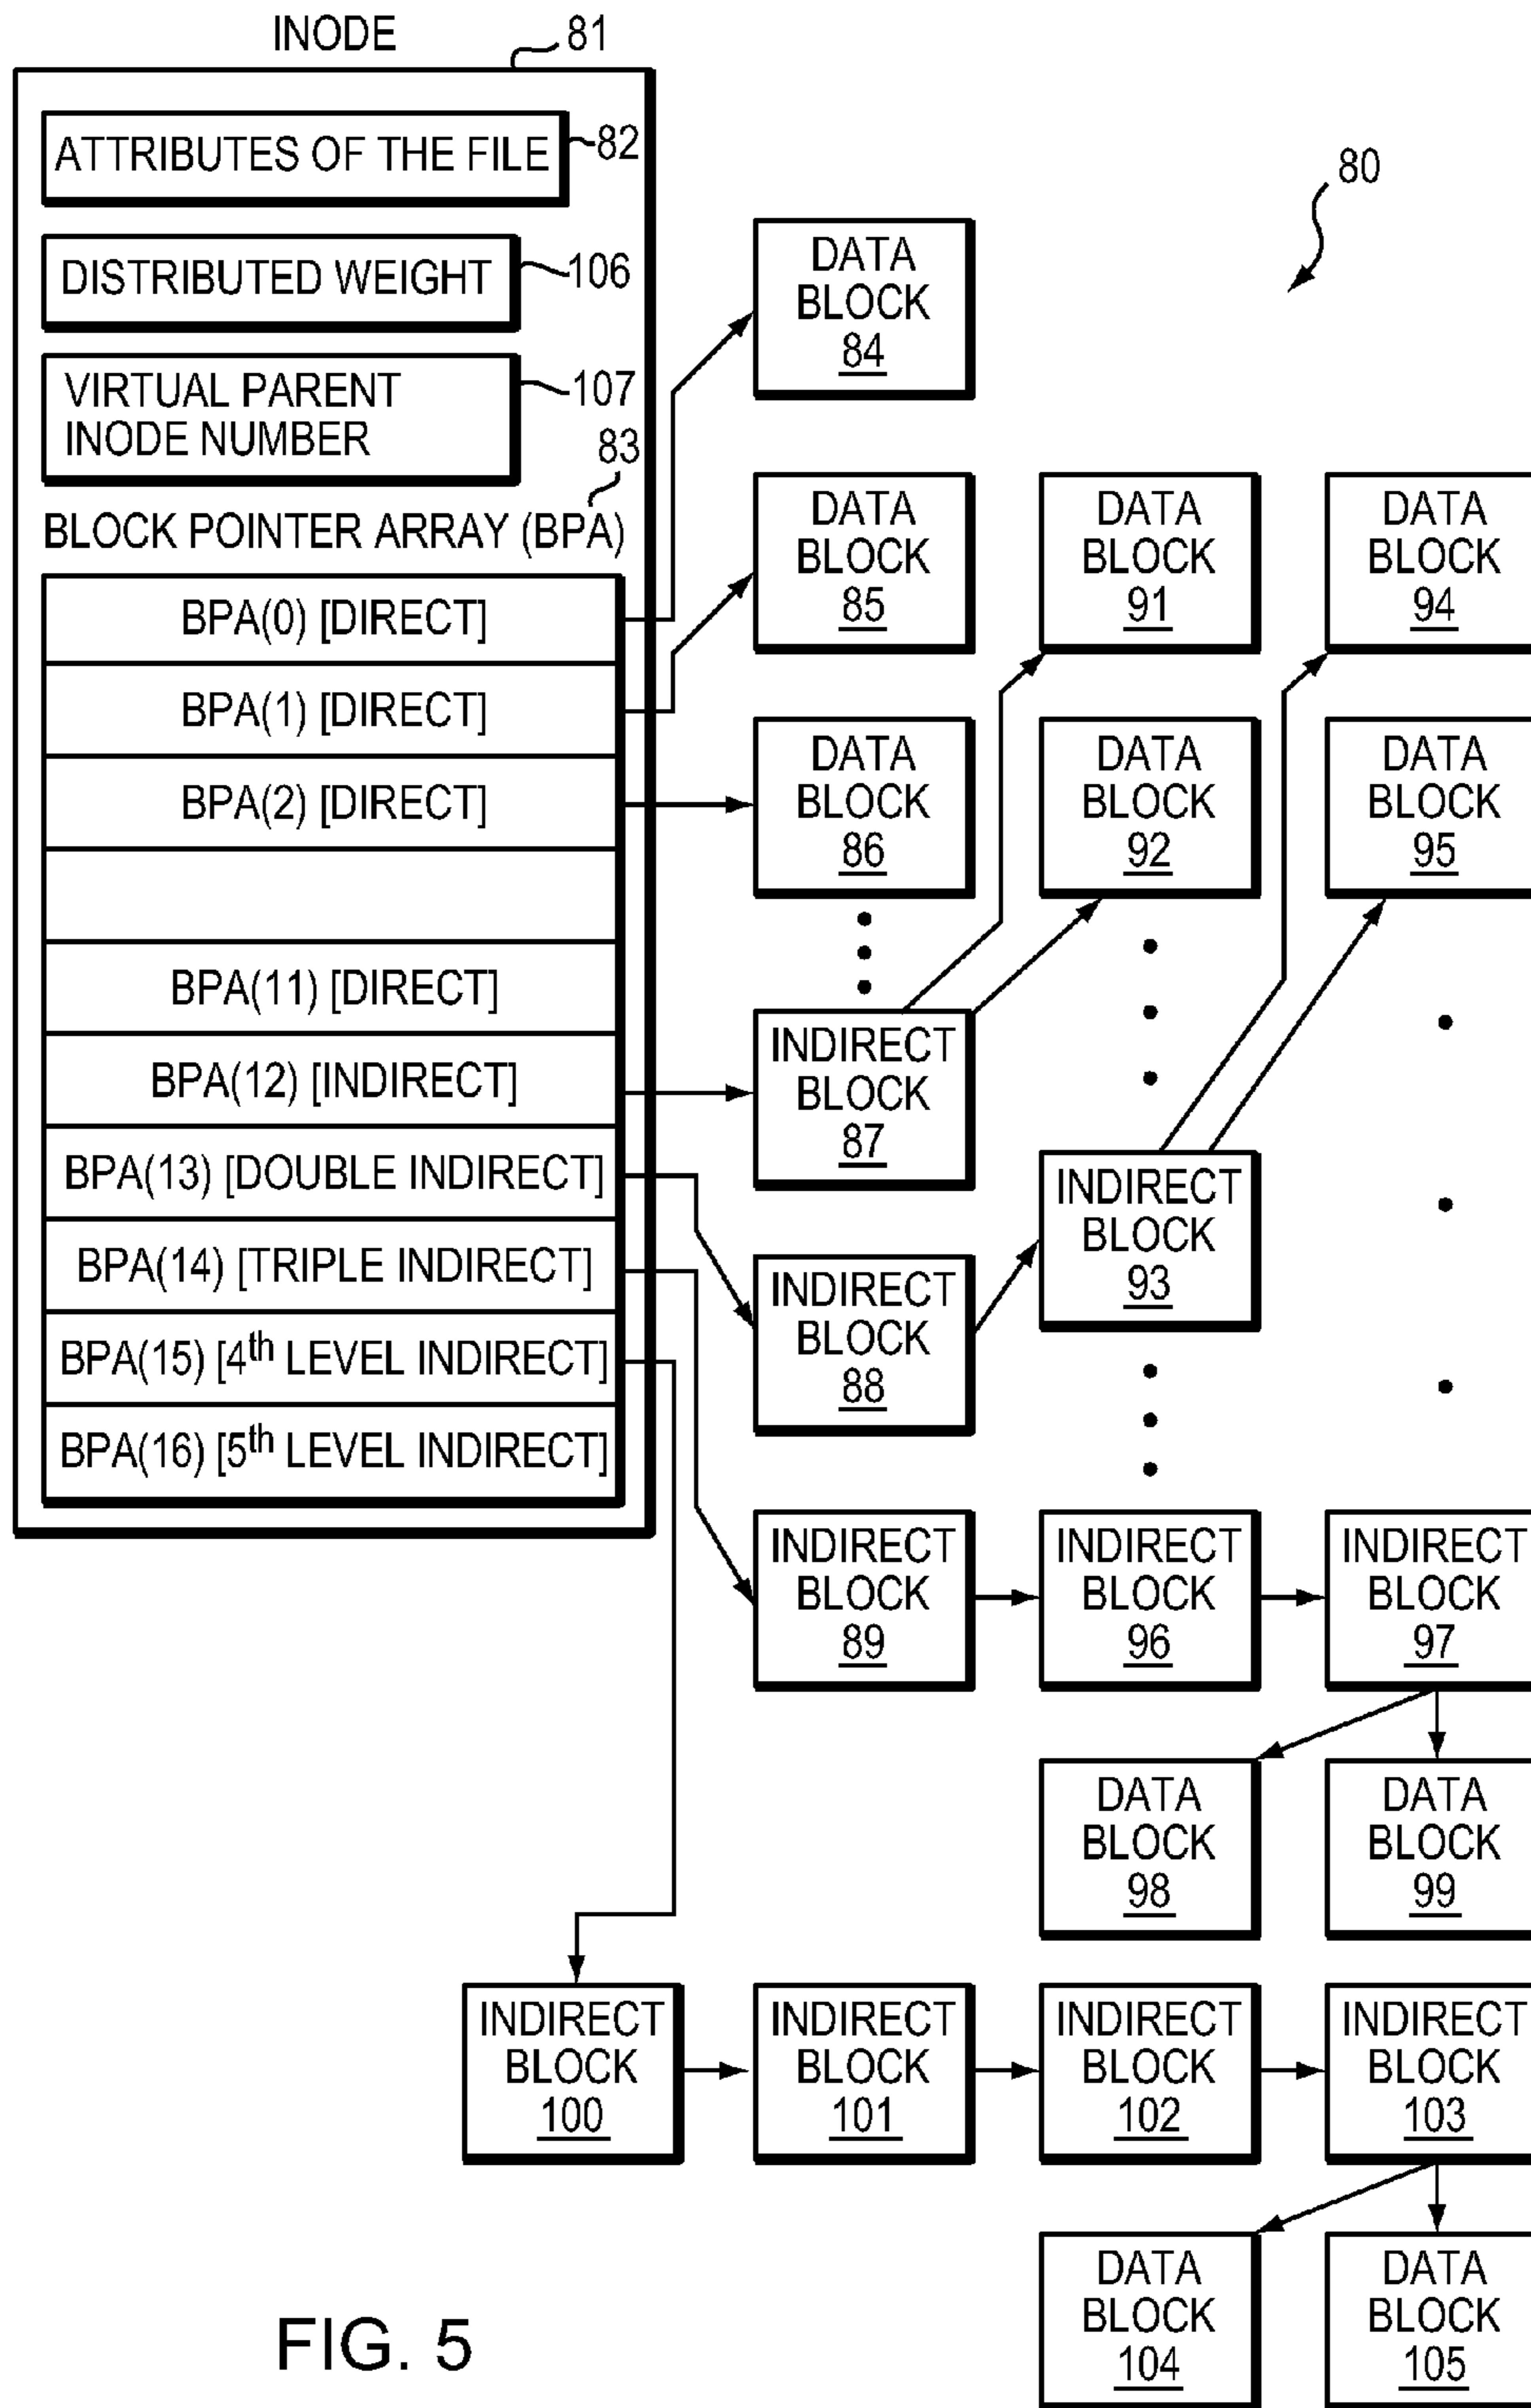 INODE
81
ATTRIBUTES OF THE FILE
82
DISTRIBUTED WEIGHT
106
VIRTUAL PARENT
INODE NUMBER
107
83
BLOCK POINTER ARRAY (BPA)
BPA(0) [DIRECT]
BPA(1) [DIRECT]
BPA(2) [DIRECT]
BPA(11) [DIRECT]
BPA(12) [INDIRECT]
BPA(13) [DOUBLE INDIRECT]
BPA(14) [TRIPLE INDIRECT]
BPA(15) [4th LEVEL INDIRECT]
BPA(16) [5th LEVEL INDIRECT]
80
DATA
BLOCK
84
DATA
BLOCK
85
DATA
BLOCK
91
DATA
BLOCK
94
DATA
BLOCK
86
DATA
BLOCK
92
DATA
BLOCK
95
INDIRECT
BLOCK
87
INDIRECT
BLOCK
93
INDIRECT
BLOCK
88
INDIRECT
BLOCK
89
INDIRECT
BLOCK
96
INDIRECT
BLOCK
97
DATA
BLOCK
98
DATA
BLOCK
99
INDIRECT
BLOCK
100
INDIRECT
BLOCK
101
INDIRECT
BLOCK
102
INDIRECT
BLOCK
103
DATA
BLOCK
104
DATA
BLOCK
105
FIG. 5